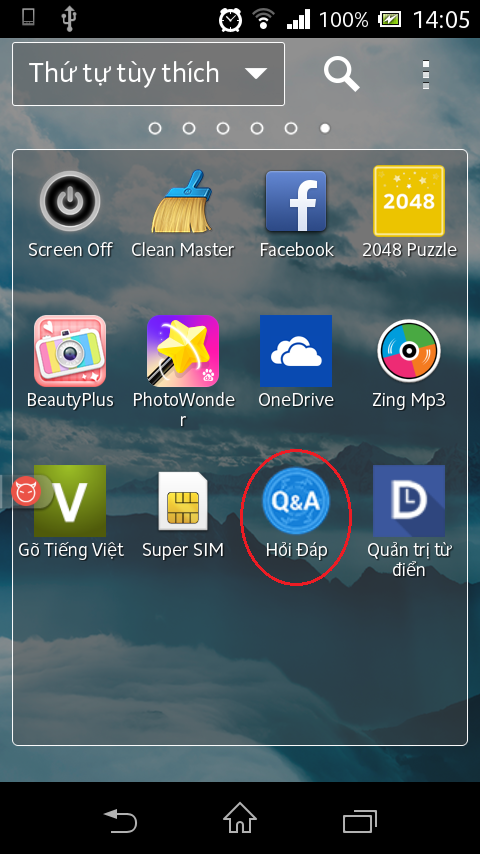 100% 14:05
Thứ tự tùy thích
2048
Screen Off Clean Master Facebook 2048 Puzzle
BeautyPlus PhotoWonde OneDrive Zing Mp3
r
V Q&A D
Gõ Tiếng Việt Super SIM Hỏi Đáp Quản trị từ
điển